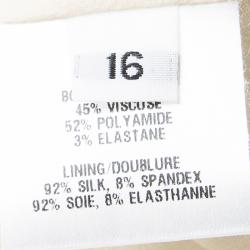 16
45% VISCOSE
52% POLYAMIDE
3% ELASTANE
LINING/DOUBLURE
92% SILK, 8% SPANDEX
92% SOIE, 8% ELASTHANNE